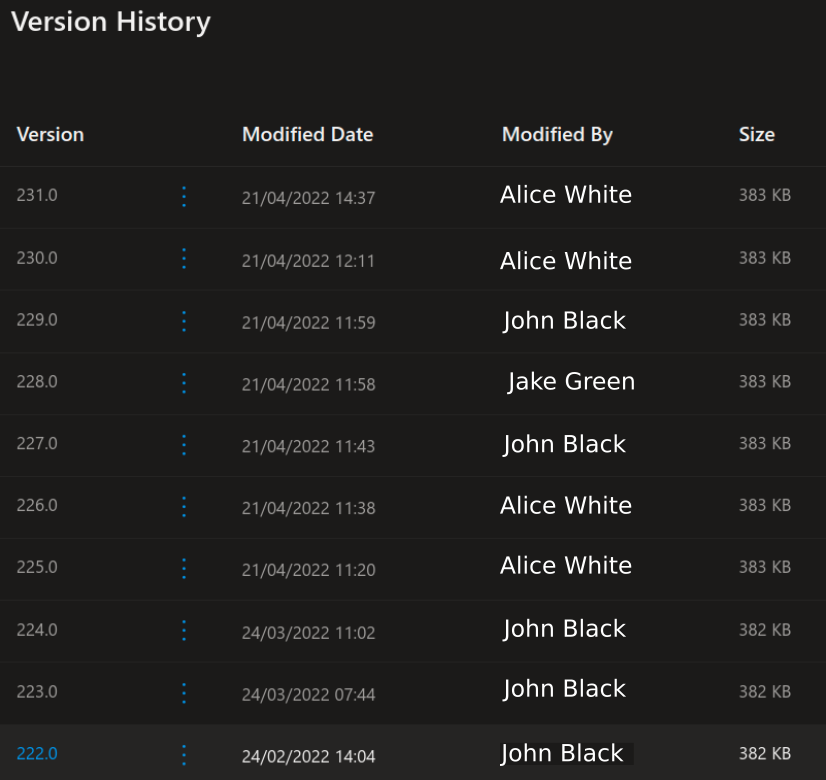 Version History
Version Modified Date Modified By Size
231.0 21/04/2022 14:37 Alice White 383 KB
230.0 21/04/2022 12:11 Alice White 383 KB
229.0 21/04/2022 11:59 John Black 383 KB
228.0 21/04/2022 11:58 Jake Green 383 KB
227.0 21/04/2022 11:43 John Black 383 KB
226.0 21/04/2022 11:38 Alice White 383 KB
225.0 21/04/2022 11:20 Alice White 383 KB
224.0 24/03/2022 11:02 John Black 382 KB
223.0 24/03/2022 07:44 John Black 382 KB
222.0 24/02/2022 14:04 John Black 382 KB